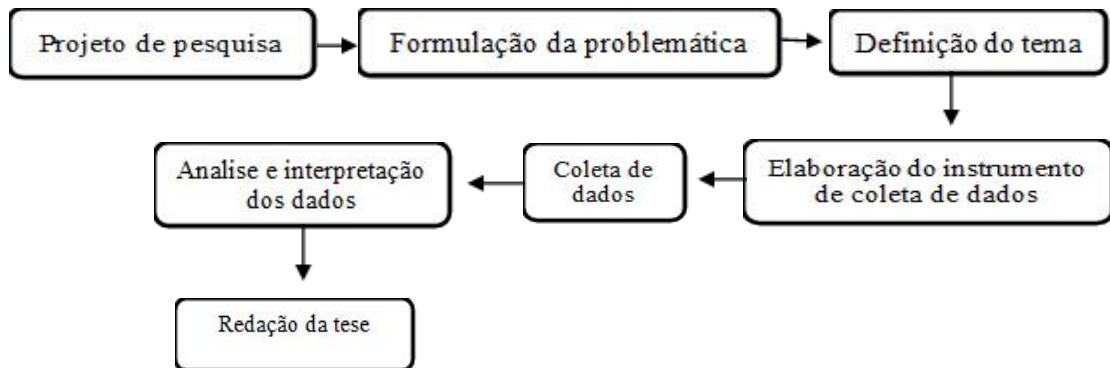 Projeto de pesquisa
Formulação da problemática
Definição do tema
Elaboração do instrumento
de coleta de dados
Coleta de
dados
Analise e interpretação
dos dados
Redação da tese